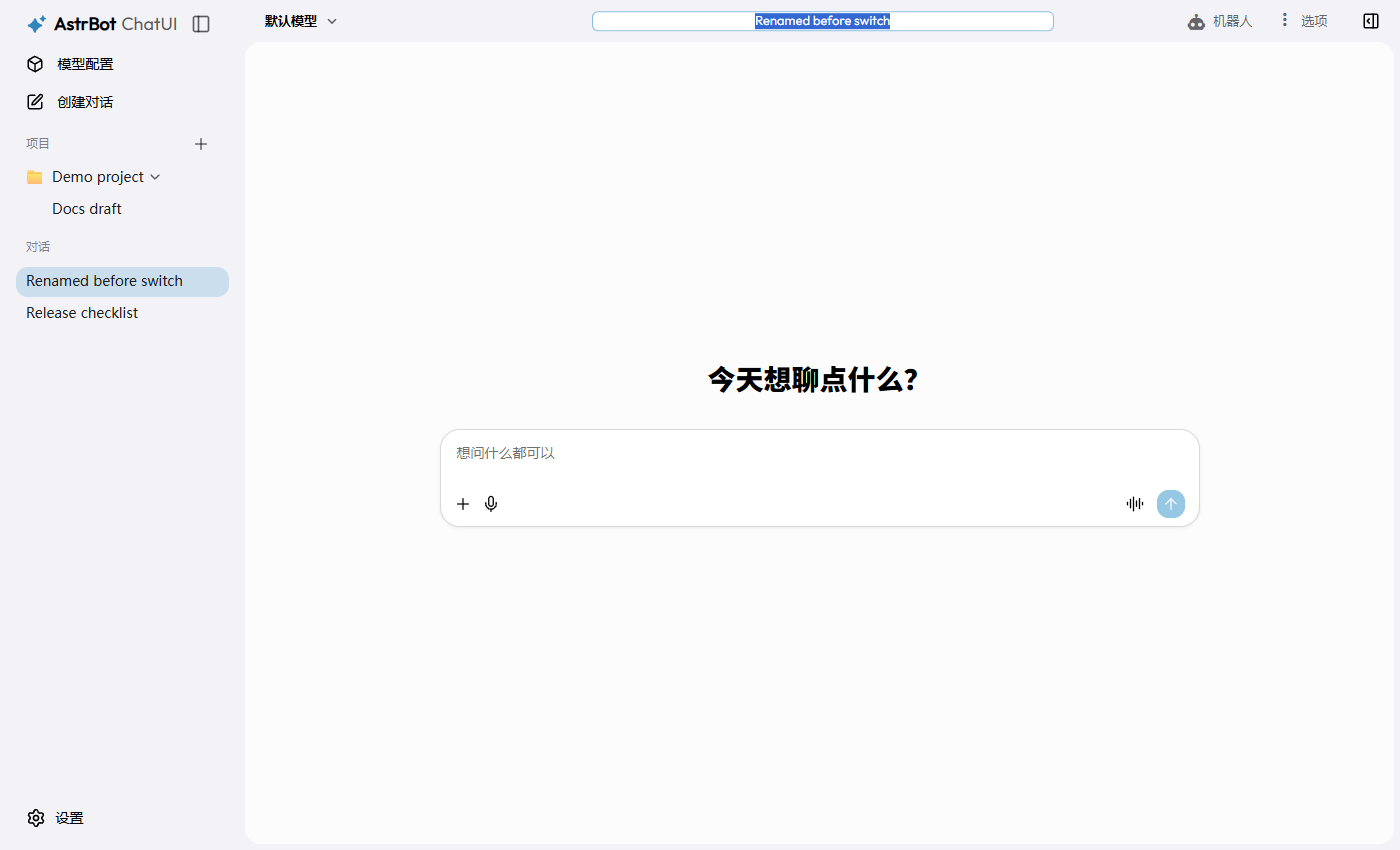 AstrBot ChatUI
默认模型
Renamed before switch
机器人
选项
模型配置
创建对话
项目
Demo project
Docs draft
对话
Renamed before switch
Release checklist
今天想聊点什么?
想问什么都可以
设置